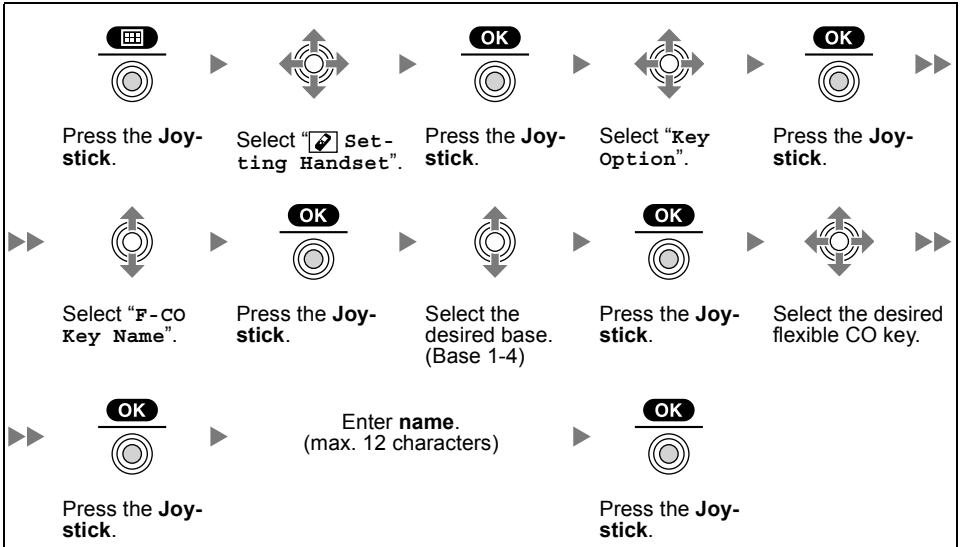 OK OK
Press the Joy-
stick.
Select " Set-
ting Handset".
Press the Joy-
stick.
Select "Key
Option".
Press the Joy-
stick.
OK OK
Select "F-CO
Key Name".
Press the Joy-
stick.
Select the
desired base.
(Base 1-4)
Press the Joy-
stick.
Select the desired
flexible CO key.
OK OK
Press the Joy-
stick.
Enter name.
(max. 12 characters)
Press the Joy-
stick.